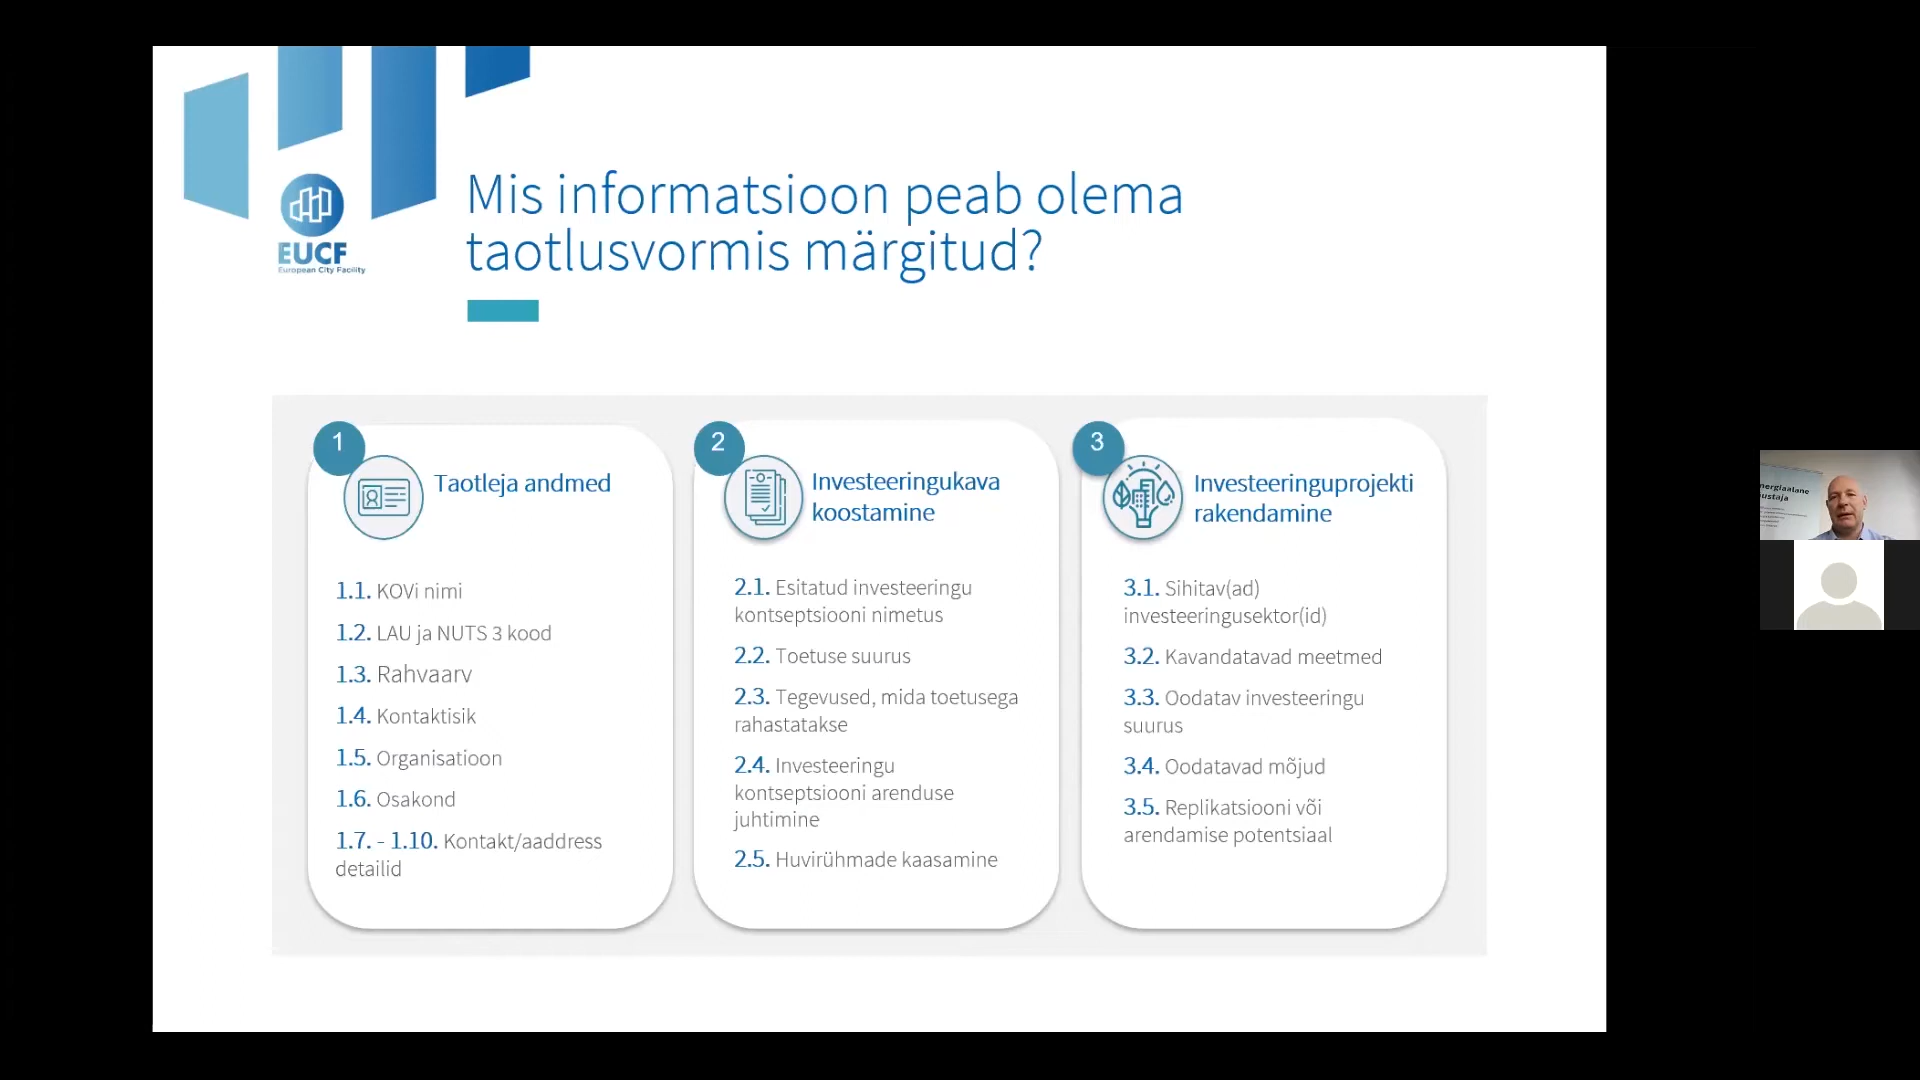 EUCF
European City Facility
Mis informatsioon peab olema
taotlusvormis märgitud?
1
Taotleja andmed
1.1. KOVi nimi
1.2. LAU ja NUTS 3 kood
1.3. Rahvaarv
1.4. Kontaktisik
1.5. Organisatioon
1.6. Osakond
1.7. - 1.10. Kontakt/aaddress
detailid
2
Investeeringukava
koostamine
2.1. Esitatud investeeringu
kontseptsiooni nimetus
2.2. Toetuse suurus
2.3. Tegevused, mida toetusega
rahastatakse
2.4. Investeeringu
kontseptsiooni arenduse
juhtimine
2.5. Huvirühmade kaasamine
3
Investeeringuprojekti
rakendamine
3.1. Sihitav(ad)
investeeringusektor(id)
3.2. Kavandatavad meetmed
3.3. Oodatav investeeringu
suurus
3.4. Oodatavad mõjud
3.5. Replikatsiooni või
arendamise potentsiaal